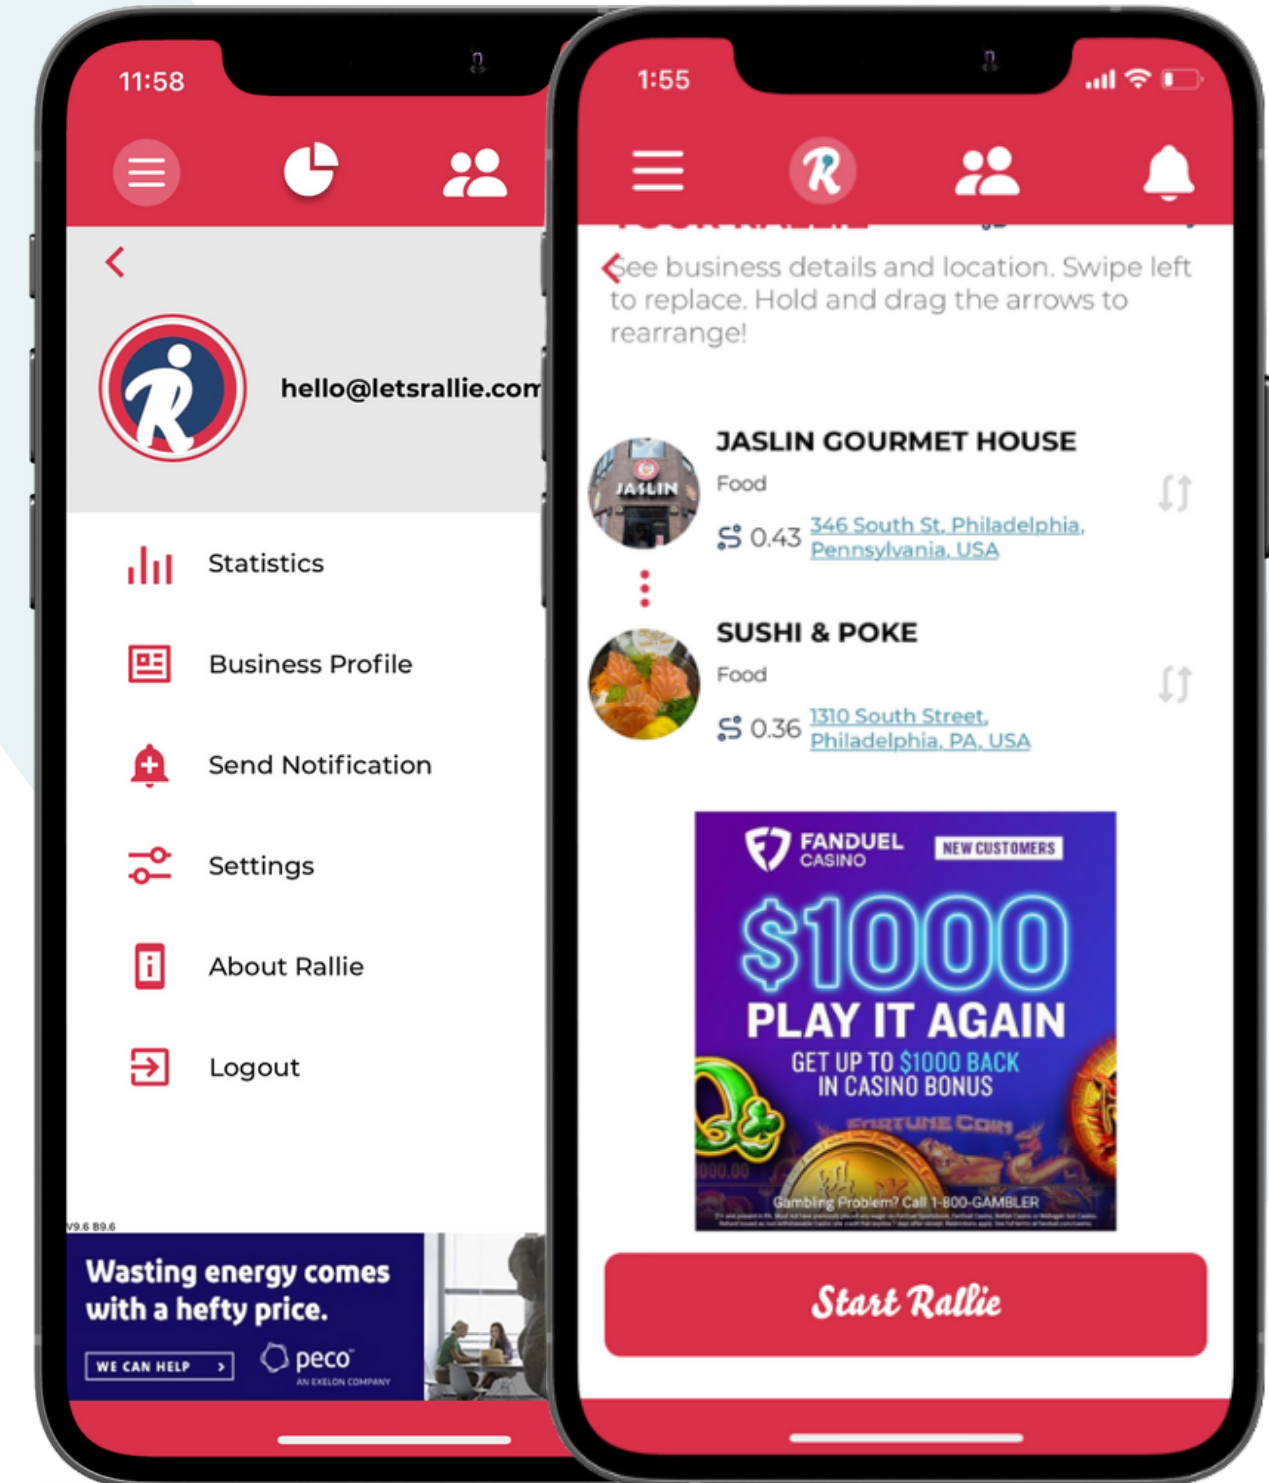 11:58
hello@letsrallie.com
Statistics
Business Profile
Send Notification
Settings
About Rallie
Logout
V9.6 B9.6
Wasting energy comes
with a hefty price.
WE CAN HELP >
peco
AN EXELON COMPANY
1:55
R
YOUR RALLIE
See business details and location. Swipe left
to replace. Hold and drag the arrows to
rearrange!
JASLIN
JASLIN GOURMET HOUSE
Food
0.43 346 South St, Philadelphia,
Pennsylvania, USA
SUSHI & POKE
Food
0.36 1310 South Street,
Philadelphia, PA, USA
FANDUEL
CASINO
NEW CUSTOMERS
$1000
PLAY IT AGAIN
GET UP TO $1000 BACK
IN CASINO BONUS
FORTUNE COIN
Gambling Problem? Call 1-800-GAMBLER
Start Rallie